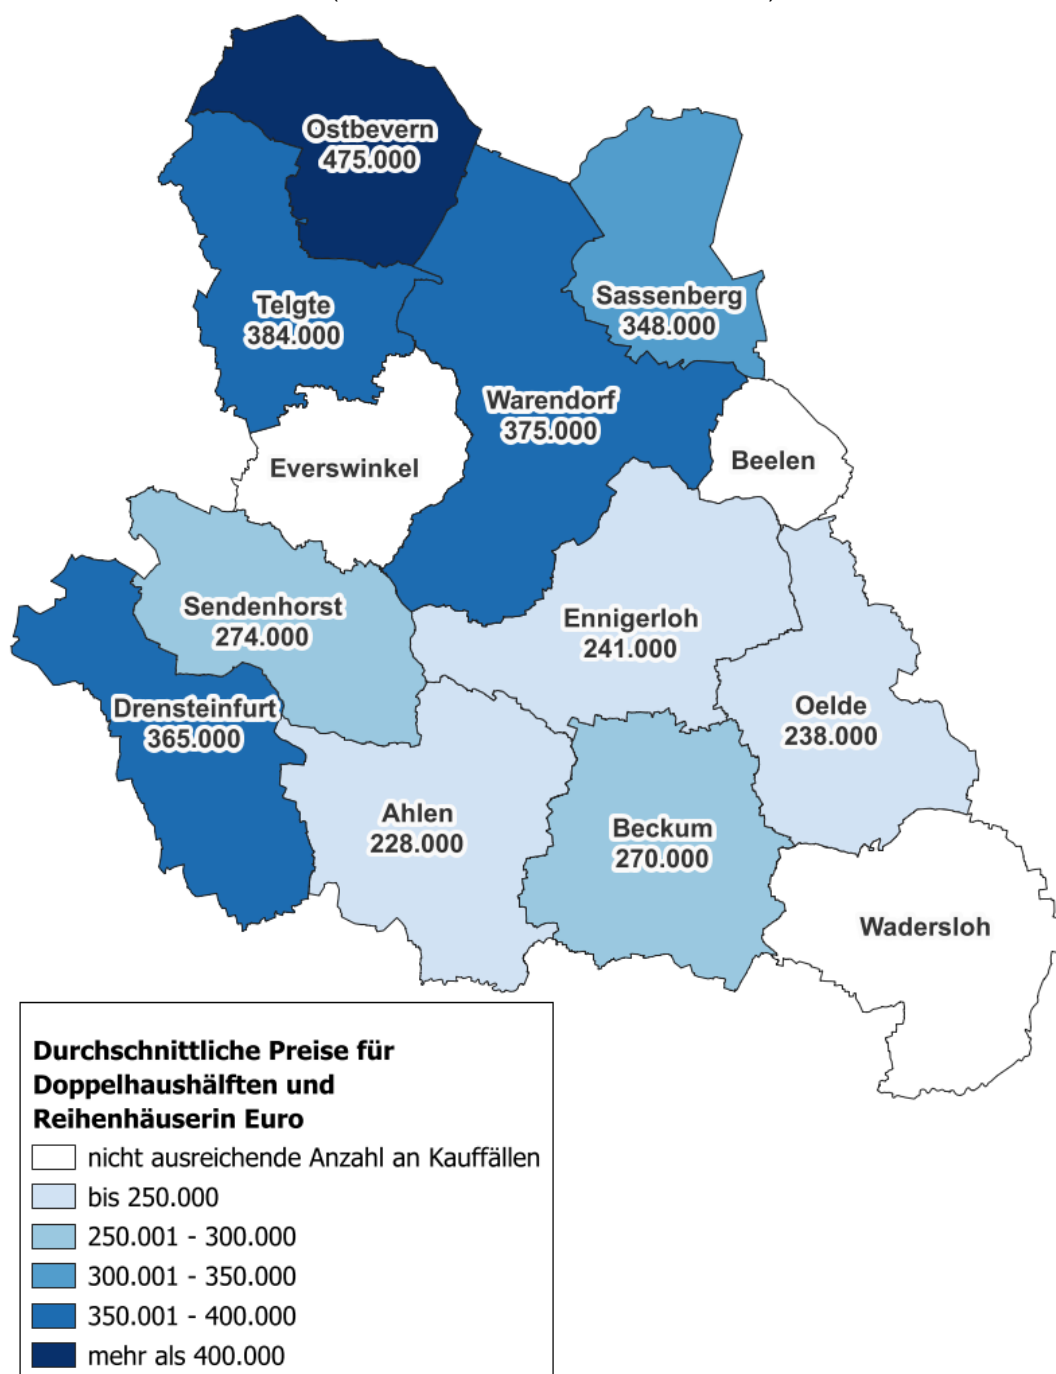 Ostbevern
475.000
Sassenberg
348.000
Telgte
384.000
Warendorf
375.000
Everswinkel
Beelen
Sendenhorst
274.000
Ennigerloh
241.000
Drensteinfurt
365.000
Oelde
238.000
Ahlen
228.000
Beckum
270.000
Wadersloh
Durchschnittliche Preise für
Doppelhaushälften und
Reihenhäuserin Euro
nicht ausreichende Anzahl an Kauffällen
bis 250.000
250.001 - 300.000
300.001 - 350.000
350.001 - 400.000
mehr als 400.000